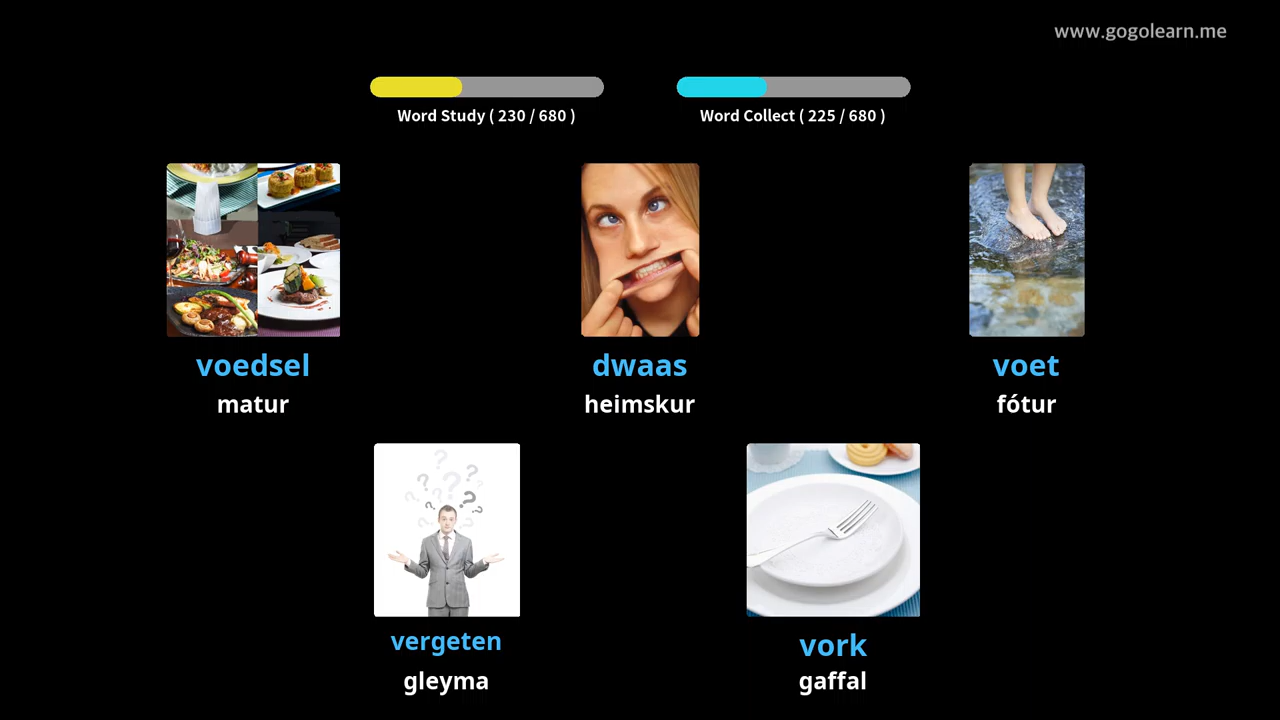 www.gogolearn.me
Word Study ( 230 / 680 )
Word Collect ( 225 / 680 )
voedsel
matur
dwaas
heimskur
voet
fótur
vergeten
gleyma
vork
gaffal